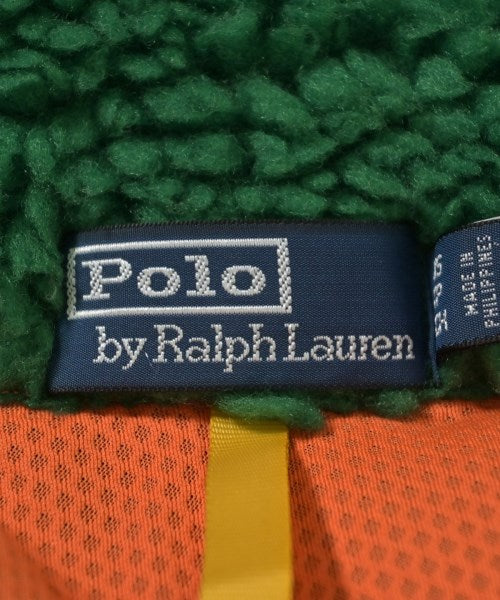 Polo
by Ralph Lauren
MADE IN
PHILIPPINES